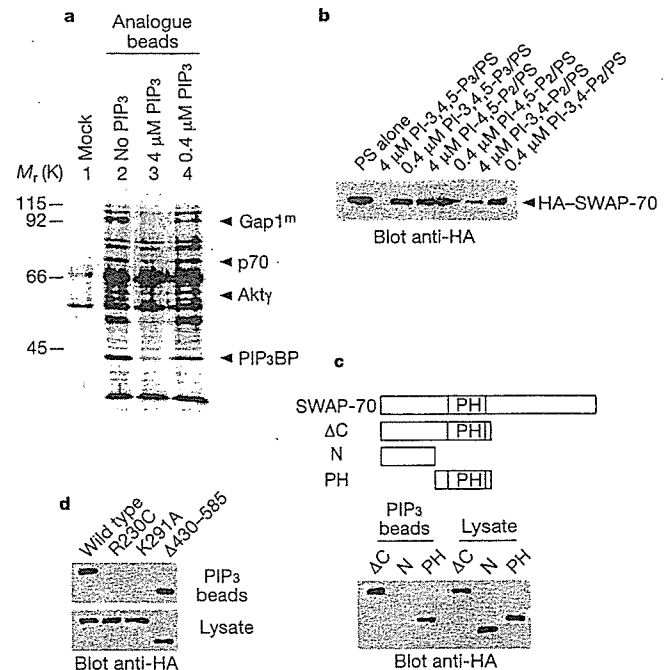 a
Analogue
beads
Mock
No PIP3
4 µM PIP3
0.4 µM PIP3
Mr (K) 1 2 3 4
115
92
66
45
Gap1m
p70
Aktγ
PIP3BP
b
PS alone
4 µM PI-3,4,5-P3/PS
0.4 µM PI-3,4,5-P3/PS
4 µM PI-4,5-P2/PS
0.4 µM PI-4,5-P2/PS
4 µM PI-3,4-P2/PS
0.4 µM PI-3,4-P2/PS
HA–SWAP-70
Blot anti-HA
c
SWAP-70 PH
ΔC PH
N
PH PH
PIP3
beads
Lysate
ΔC N PH ΔC N PH
Blot anti-HA
d
Wild type
R230C
K291A
Δ430–585
PIP3
beads
Lysate
Blot anti-HA